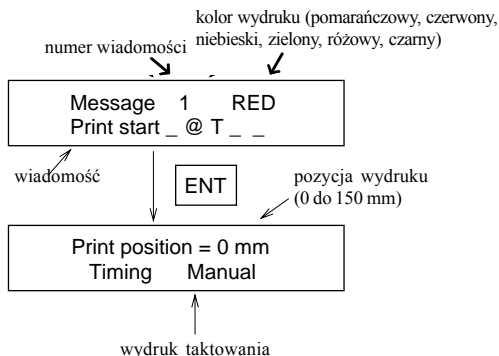 kolor wydruku (pomarańczowy, czerwony,
niebieski, zielony, różowy, czarny)
numer wiadomości
Message 1 RED
Print start _ @ T _ _
wiadomość
ENT
pozycja wydruku
(0 do 150 mm)
Print position = 0 mm
Timing Manual
wydruk taktowania